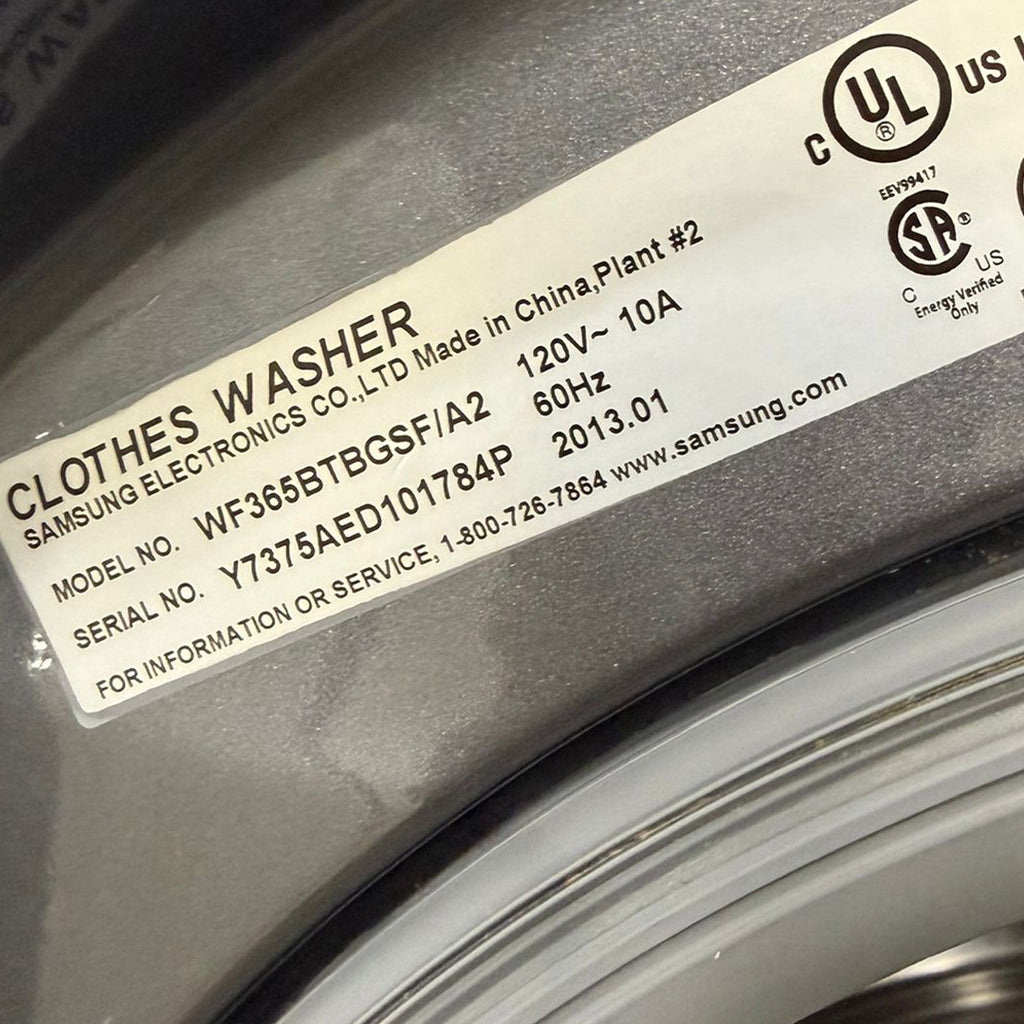 CLOTHES WASHER
SAMSUNG ELECTRONICS CO.,LTD Made in China,Plant #2
MODEL NO. WF365BTBGSF/A2 120V~ 10A
60Hz
SERIAL NO. Y7375AED101784P 2013.01
FOR INFORMATION OR SERVICE, 1-800-726-7864 www.samsung.com
C UL ® US
EEV99417
SA ®
C US
Energy Verified
Only